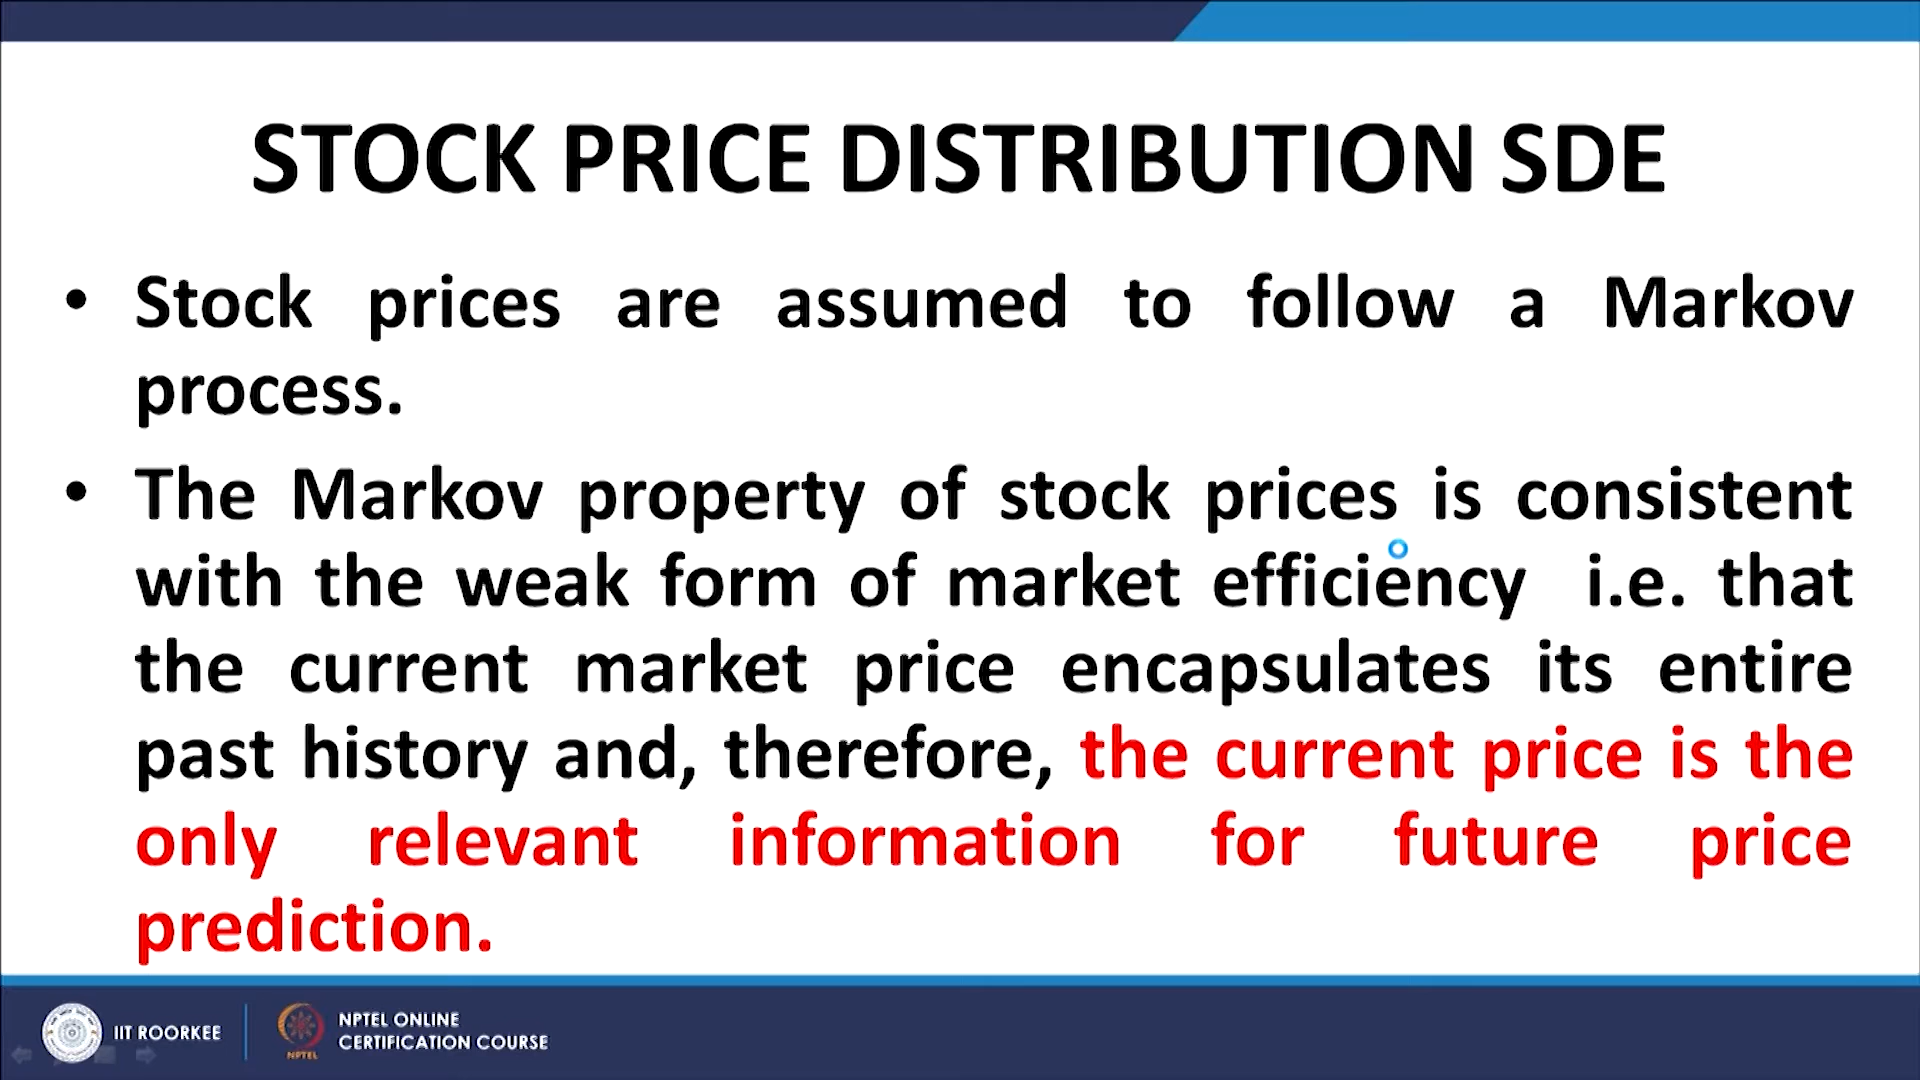 STOCK PRICE DISTRIBUTION SDE
• Stock prices are assumed to follow a Markov
process.
• The Markov property of stock prices is consistent
with the weak form of market efficiency i.e. that
the current market price encapsulates its entire
past history and, therefore, the current price is the
only relevant information for future price
prediction.
IIT ROORKEE
NPTEL
NPTEL ONLINE
CERTIFICATION COURSE